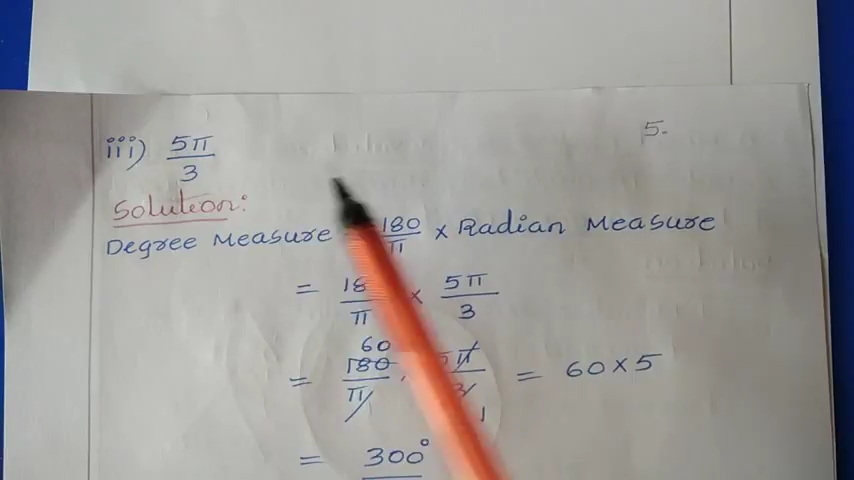 5.
iii) 5π/3
Solution:
Degree Measure 180/π × Radian Measure
= 18 /π × 5π/3
60
= 180/π 5π/3 = 60×5
1
= 300°